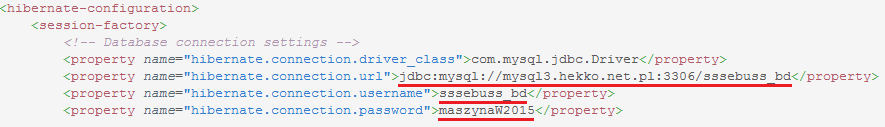 <hibernate-configuration>
<session-factory>
<!-- Database connection settings -->
<property name="hibernate.connection.driver_class">com.mysql.jdbc.Driver</property>
<property name="hibernate.connection.url">jdbc:mysql://mysql3.hekko.net.pl:3306/sssebuss_bd</property>
<property name="hibernate.connection.username">sssebuss_bd</property>
<property name="hibernate.connection.password">maszynaW2015</property>